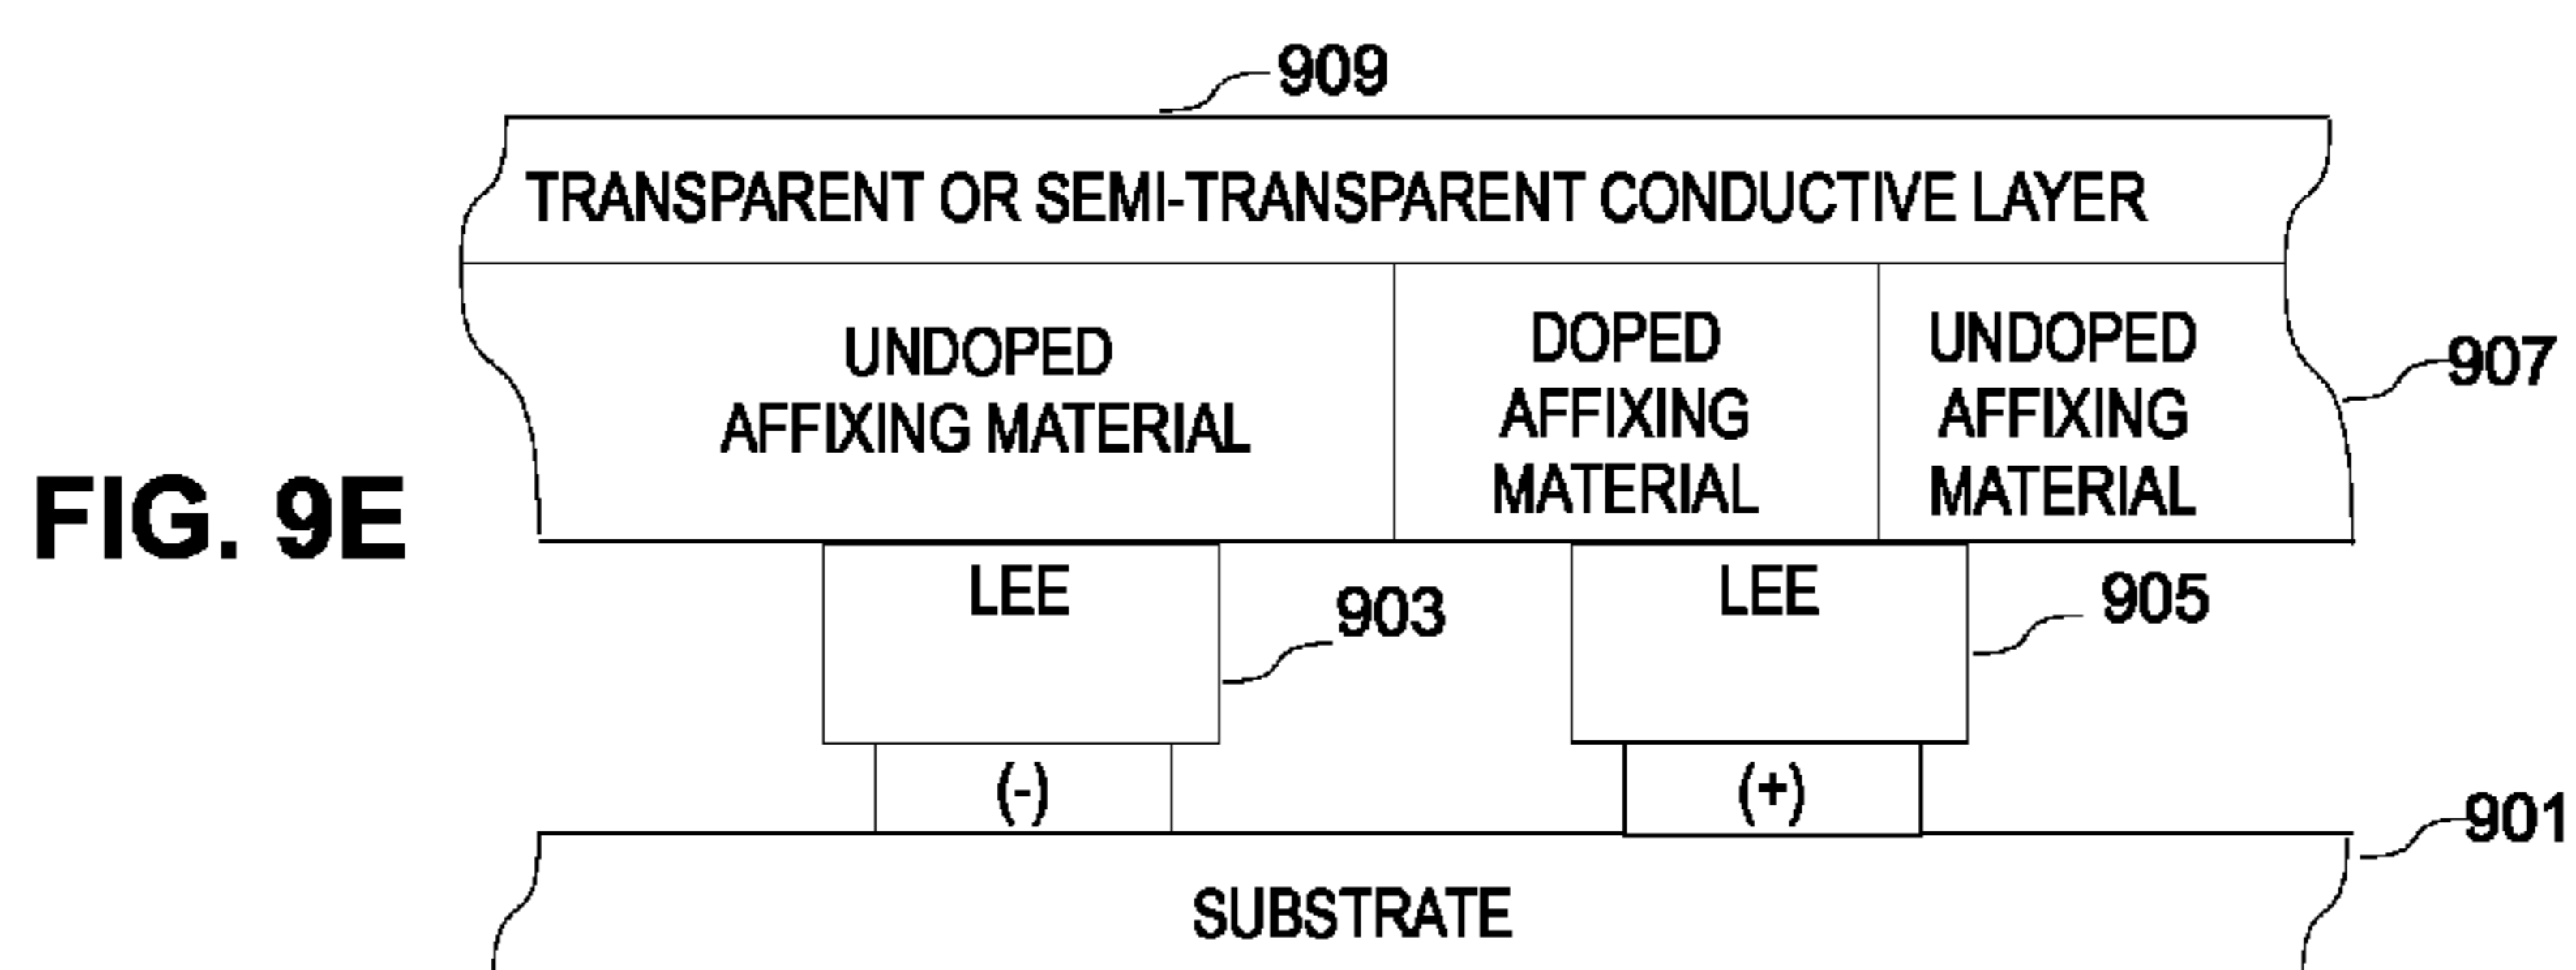 909
TRANSPARENT OR SEMI-TRANSPARENT CONDUCTIVE LAYER
UNDOPED
AFFIXING MATERIAL
DOPED
AFFIXING
MATERIAL
UNDOPED
AFFIXING
MATERIAL
907
FIG. 9E
LEE
903
LEE
905
(-)
(+)
901
SUBSTRATE